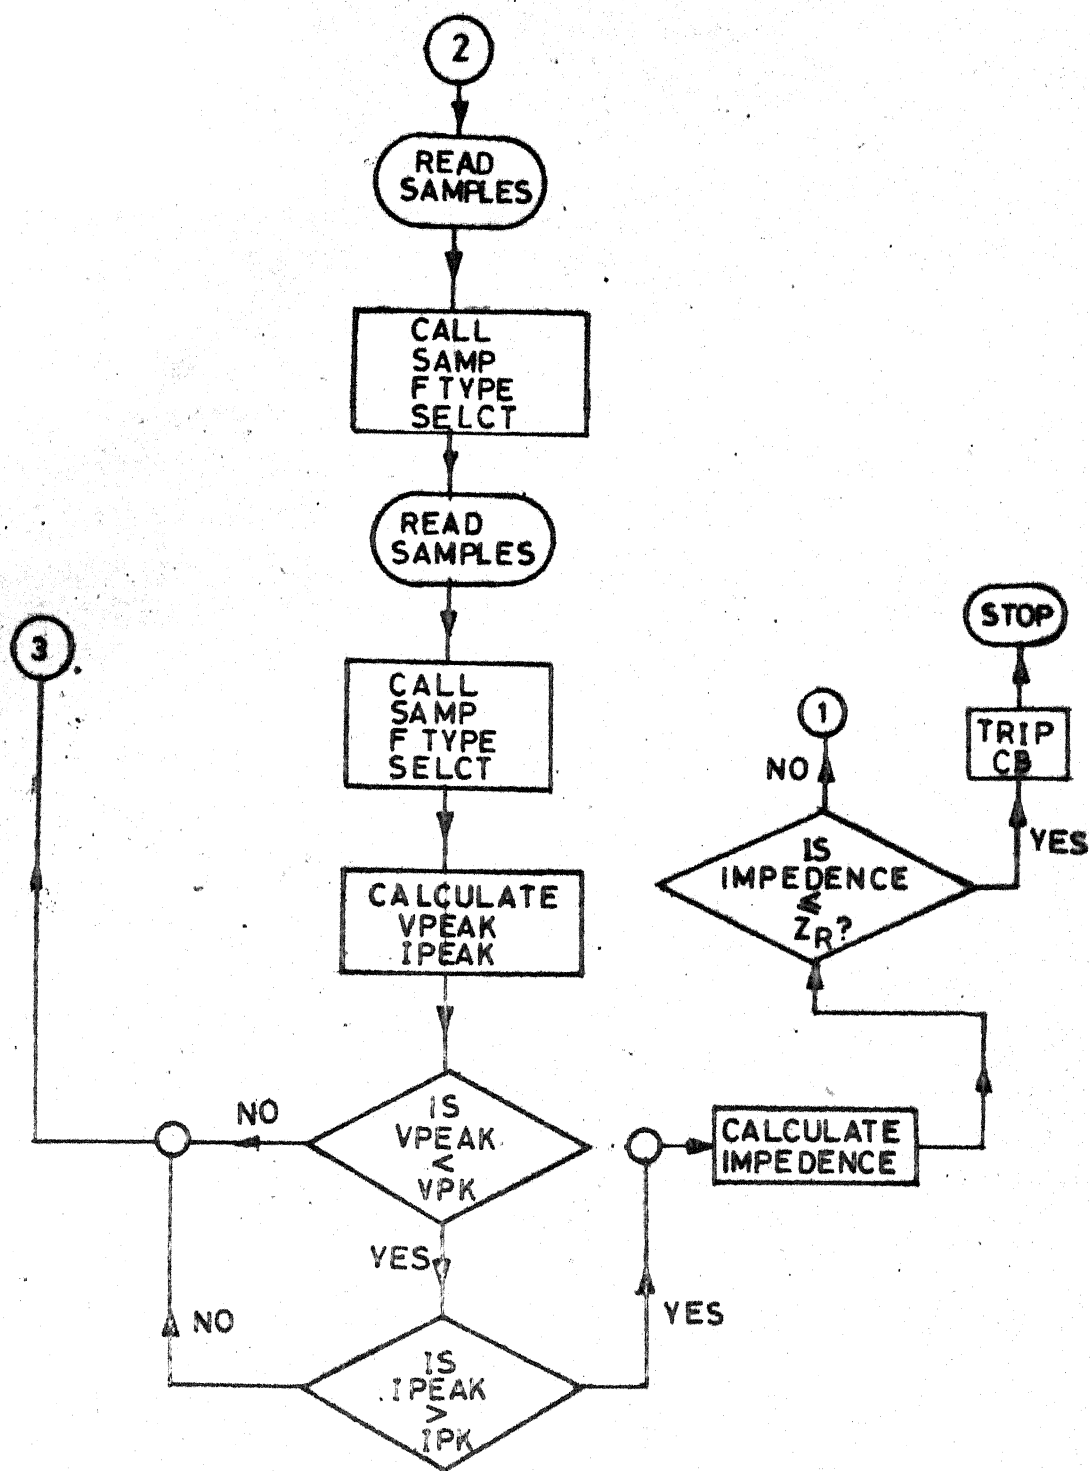 2
READ
SAMPLES
CALL
SAMP
F TYPE
SELCT
READ
SAMPLES
CALL
SAMP
F TYPE
SELCT
CALCULATE
VPEAK
IPEAK
IS
VPEAK
<
VPK
NO
3
YES
IS
IPEAK
>
IPK
NO
YES
CALCULATE
IMPEDENCE
IS
IMPEDENCE
≤
ZR?
NO
1
YES
TRIP
CB
STOP